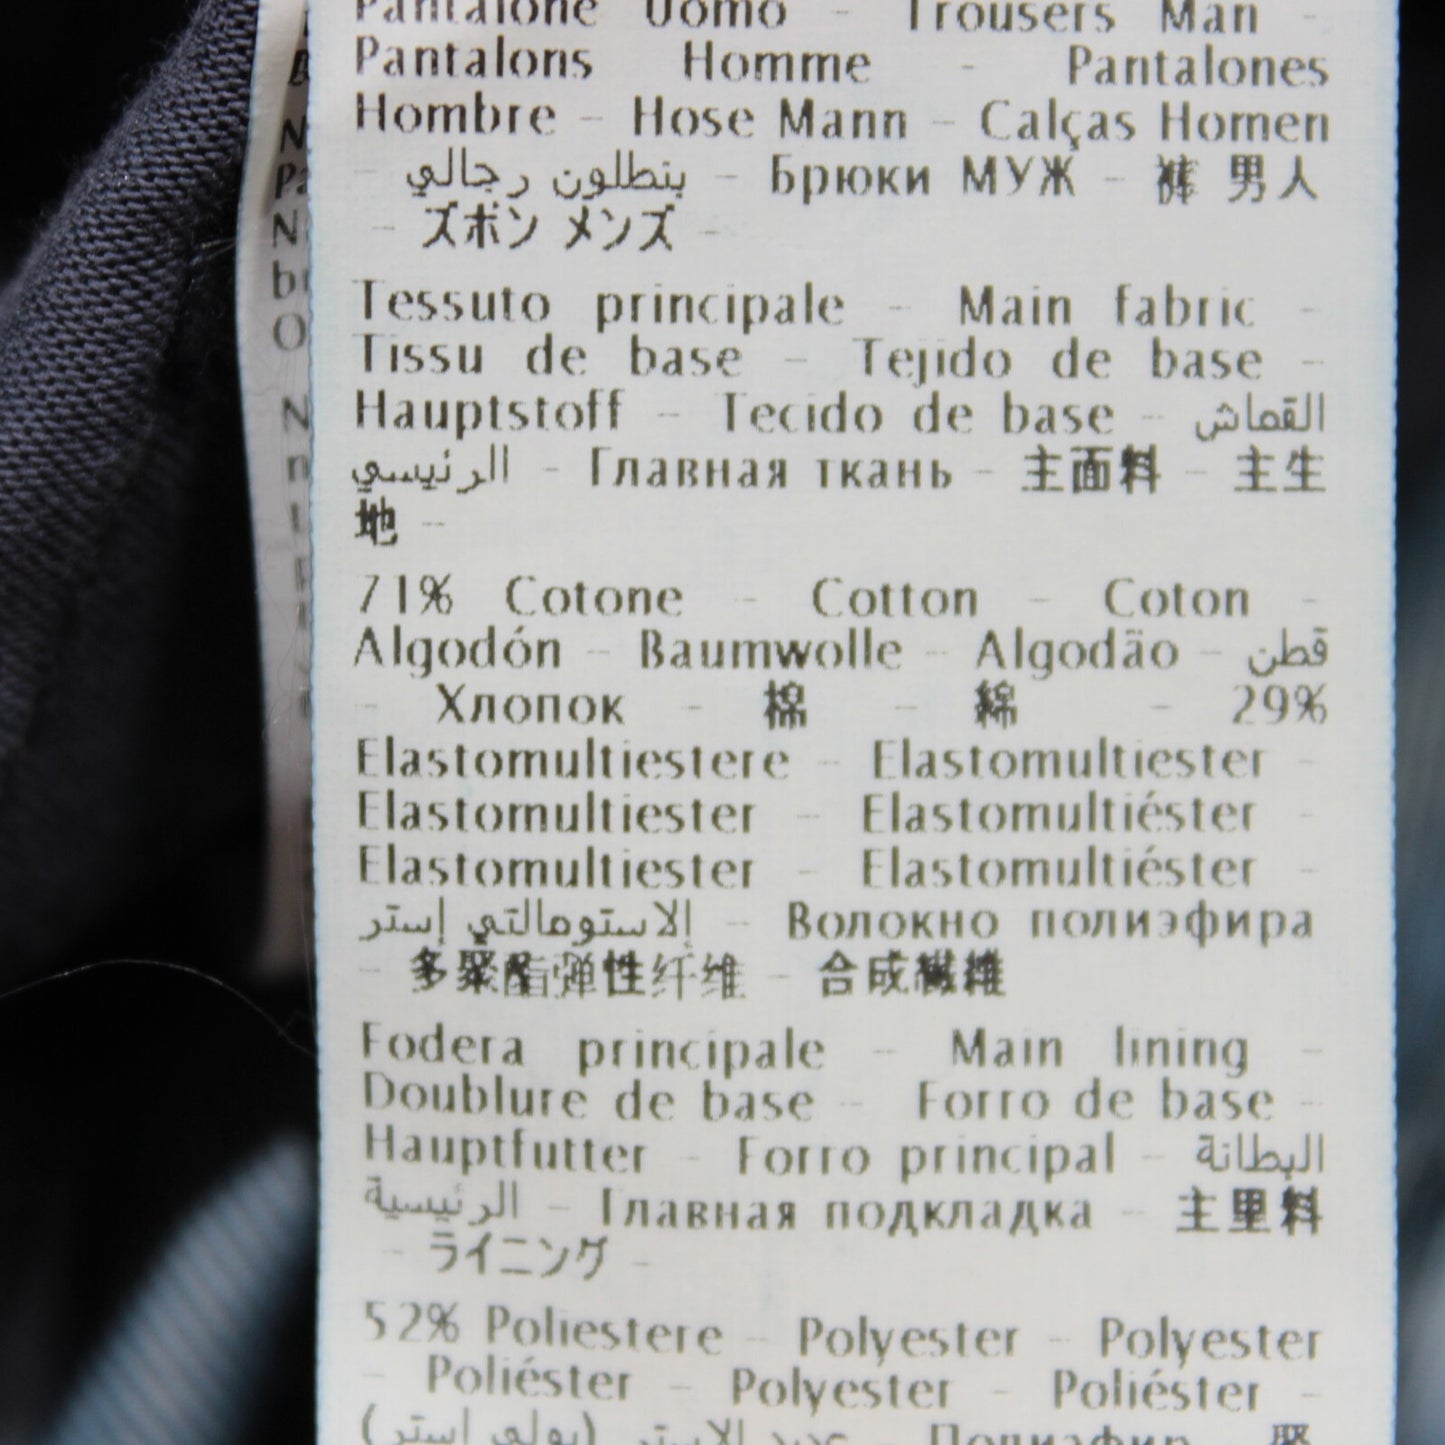 Pantalone Uomo - Trousers Man -
Pantalons Homme - Pantalones
Hombre - Hose Mann - Calças Homen
- بنطلون رجالي - Брюки МУЖ - 裤 男人
- ズボン メンズ -
Tessuto principale - Main fabric -
Tissu de base - Tejido de base -
Hauptstoff - Tecido de base - القماش
الرئيسي - Главная ткань - 主面料 - 主生
地 -
71% Cotone - Cotton - Coton -
Algodón - Baumwolle - Algodão - قطن
- Хлопок - 棉 - 綿 - 29%
Elastomultiestere - Elastomultiester -
Elastomultiester - Elastomultiéster -
Elastomultiester - Elastomultiéster -
إلاستومالتي إستر - Волокно полиэфира
- 多聚酯弹性纤维 - 合成繊維
Fodera principale - Main lining -
Doublure de base - Forro de base -
Hauptfutter - Forro principal - البطانة
الرئيسية - Главная подкладка - 主里料
- ライニング -
52% Poliestere - Polyester - Polyester
- Poliéster - Polyester - Poliéster -
(بولي استر) - Полиэфир - 聚